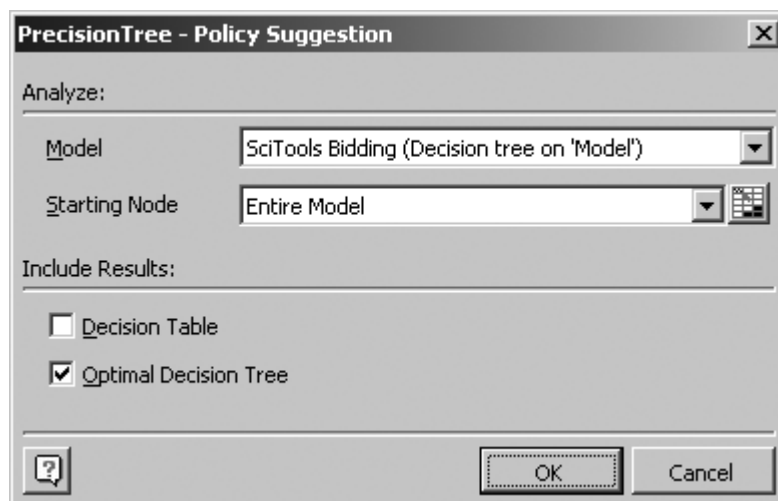 PrecisionTree - Policy Suggestion
Analyze:
Model SciTools Bidding (Decision tree on 'Model')
Starting Node Entire Model
Include Results:
Decision Table
Optimal Decision Tree
? OK Cancel